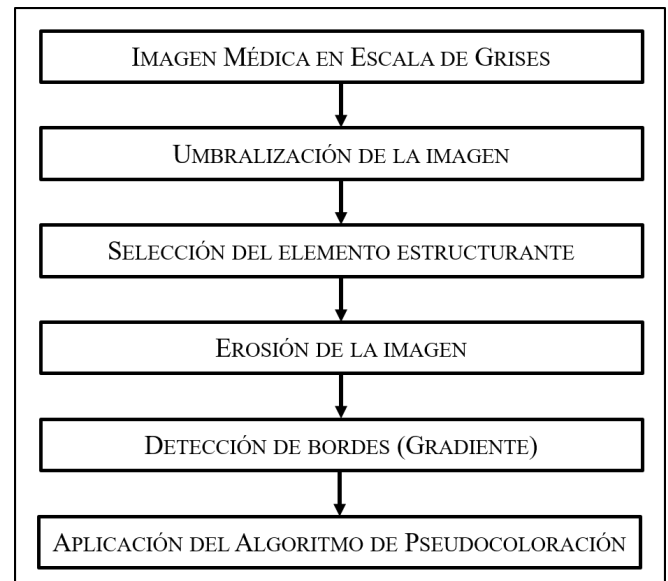 IMAGEN MÉDICA EN ESCALA DE GRISES
UMBRALIZACIÓN DE LA IMAGEN
SELECCIÓN DEL ELEMENTO ESTRUCTURANTE
EROSIÓN DE LA IMAGEN
DETECCIÓN DE BORDES (GRADIENTE)
APLICACIÓN DEL ALGORITMO DE PSEUDOCOLORACIÓN